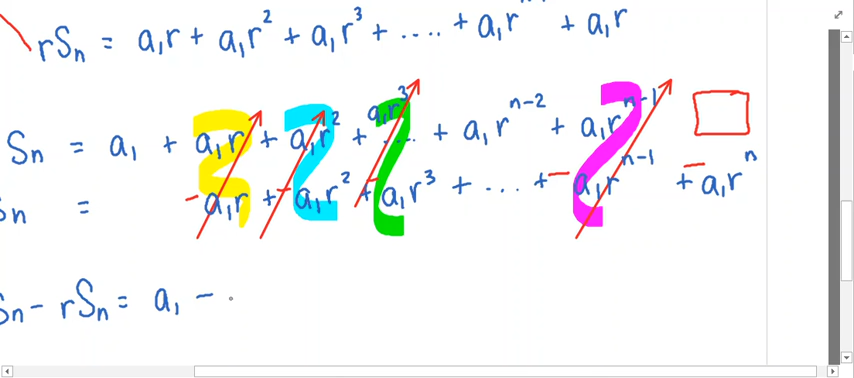 rSₙ = a₁r + a₁r² + a₁r³ + .... + a₁r + a₁r
Sₙ = a₁ + a₁r + a₁r² + a₁r³ ... + a₁rⁿ⁻² + a₁rⁿ⁻¹
Sₙ = - a₁r + - a₁r² + - a₁r³ + ... + - a₁rⁿ⁻¹ + - a₁rⁿ
Sₙ - rSₙ = a₁ -